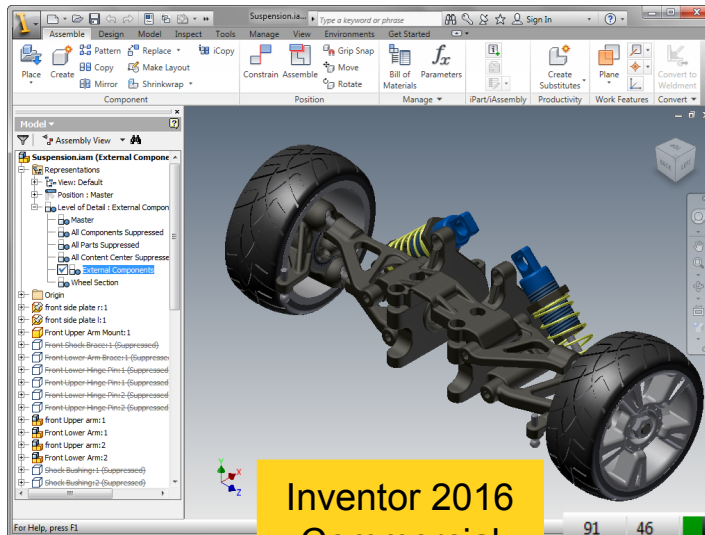 Suspension.ia...
Type a keyword or phrase
Sign In
Assemble Design Model Inspect Tools Manage View Environments Get Started
Place
Create
Pattern
Copy
Mirror
Replace
Make Layout
Shrinkwrap
iCopy
Component
Constrain
Assemble
Grip Snap
Move
Rotate
Position
Bill of
Materials
Parameters
Manage
iPart/iAssembly
Create
Substitutes
Productivity
Plane
Work Features
Convert to
Weldment
Convert
Model
Assembly View
Suspension.iam (External Compone
Representations
View: Default
Position : Master
Level of Detail : External Compon
Master
All Components Suppressed
All Parts Suppressed
All Content Center Suppresse
External Components
Wheel Section
Origin
front side plate r:1
front side plate l:1
Front Upper Arm Mount:1
Front Shock Brace:1 (Suppressed)
Front Lower Arm Brace:1 (Suppresse
Front Lower Hinge Pin:1 (Suppressed
Front Upper Hinge Pin:1 (Suppressed
Front Lower Hinge Pin:2 (Suppressed
Front Upper Hinge Pin:2 (Suppressed
front Upper arm:1
Front Lower Arm:1
front Upper arm:2
Front Lower Arm:2
Shock Bushing:1 (Suppressed)
Shock Bushing:2 (Suppressed)
BACK
LEFT
Y
X
Z
Inventor 2016
Commercial
For Help, press F1
91 46